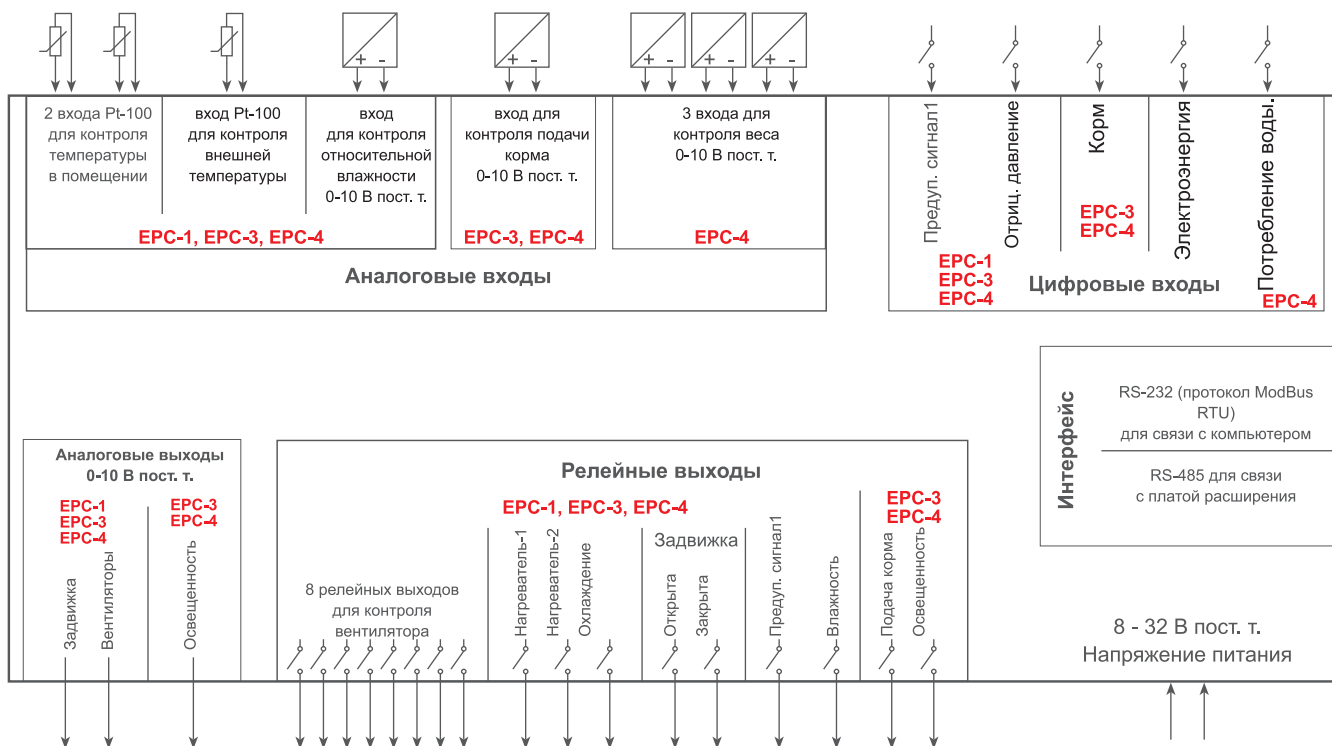 + -
+ -
+ -
+ -
+ -
2 входа Pt-100
для контроля
температуры
в помещении
вход Pt-100
для контроля
внешней
температуры
вход
для контроля
относительной
влажности
0-10 В пост. т.
EPC-1, EPC-3, EPC-4
вход для
контроля подачи
корма
0-10 В пост. т.
EPC-3, EPC-4
3 входа для
контроля веса
0-10 В пост. т.
EPC-4
Аналоговые входы
Предуп. сигнал1
Отриц. давление
Корм
Электроэнергия
Потребление воды.
EPC-3
EPC-4
EPC-1
EPC-3
EPC-4
EPC-4
Цифровые входы
Интерфейс
RS-232 (протокол ModBus
RTU)
для связи с компьютером
RS-485 для связи
с платой расширения
Аналоговые выходы
0-10 В пост. т.
EPC-1
EPC-3
EPC-4
EPC-3
EPC-4
Задвижка
Вентиляторы
Освещенность
Релейные выходы
EPC-1, EPC-3, EPC-4
EPC-3
EPC-4
8 релейных выходов
для контроля
вентилятора
Нагреватель-1
Нагреватель-2
Охлаждение
Задвижка
Открыта
Закрыта
Предуп. сигнал1
Влажность
Подача корма
Освещенность
8 - 32 В пост. т.
Напряжение питания